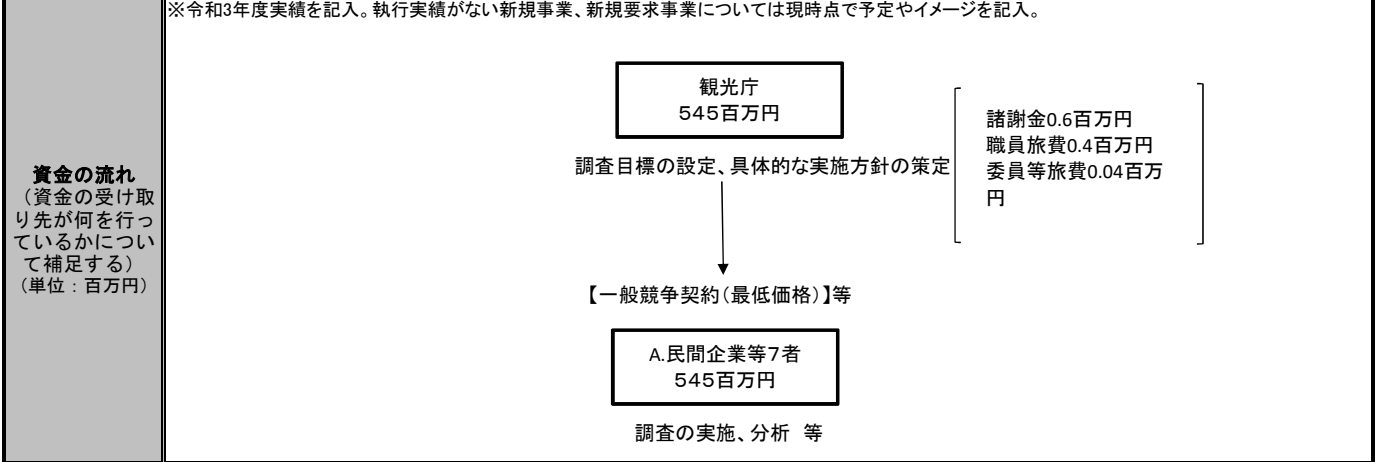 ※令和3年度実績を記入。執行実績がない新規事業、新規要求事業については現時点で予定やイメージを記入。
資金の流れ
（資金の受け取
り先が何を行っ
ているかについ
て補足する）
（単位：百万円）
観光庁
５４５百万円
調査目標の設定、具体的な実施方針の策定
諸謝金0.6百万円
職員旅費0.4百万円
委員等旅費0.04百万
円
【一般競争契約（最低価格）】等
A.民間企業等７者
５４５百万円
調査の実施、分析　等